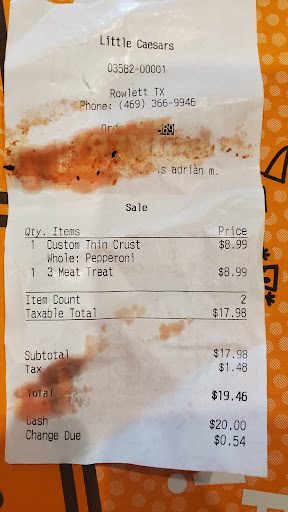 Little Caesars
03582-00001
Rowlett TX
Phone: (469) 366-9946
89
adrián m.
Sale
Qty. Items Price
1 Custom Thin Crust $8.99
Whole: Pepperoni
1 3 Meat Treat $8.99
Item Count 2
Taxable Total $17.98
Subtotal $17.98
Tax $1.48
Total $19.46
Cash $20.00
Change Due $0.54